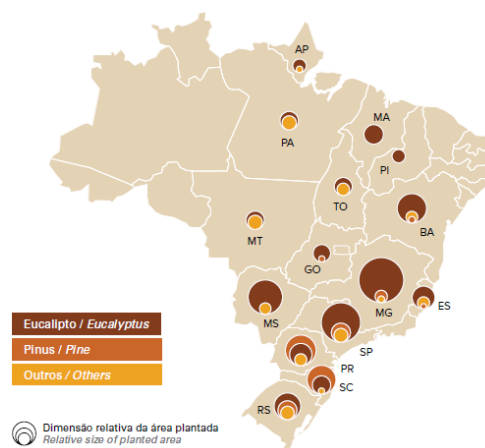 AP
PA
MA
PI
TO
MT
BA
GO
MS
MG
ES
SP
PR
SC
RS
Eucalipto / Eucalyptus
Pinus / Pine
Outros / Others
Dimensão relativa da área plantada
Relative size of planted area